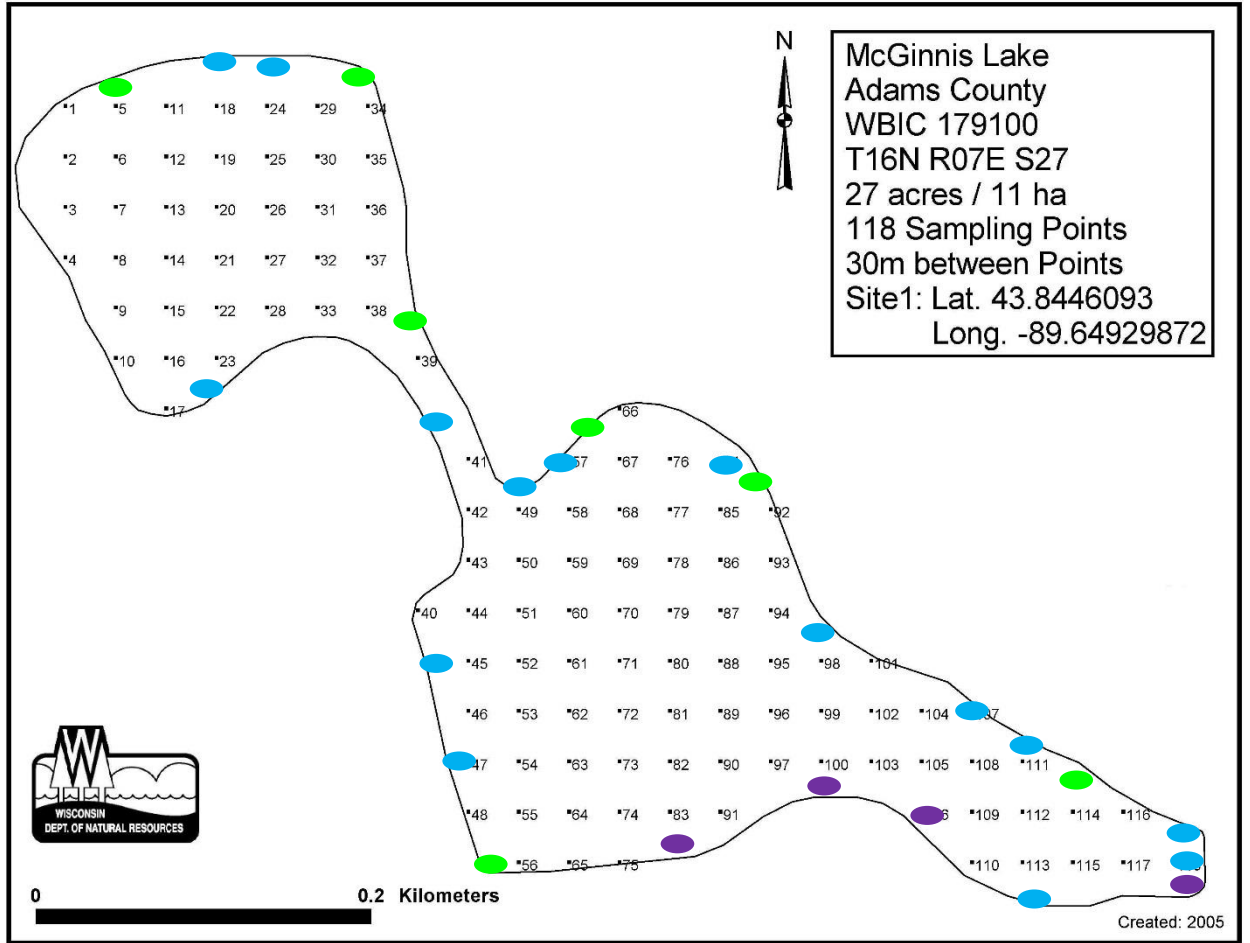 N
McGinnis Lake
Adams County
WBIC 179100
T16N R07E S27
27 acres / 11 ha
118 Sampling Points
30m between Points
Site1: Lat. 43.8446093
Long. -89.64929872
1 5 11 18 24 29 34
2 6 12 19 25 30 35
3 7 13 20 26 31 36
4 8 14 21 27 32 37
9 15 22 28 33 38
10 16 23 39
17 66
41 57 67 76
42 49 58 68 77 85 92
43 50 59 69 78 86 93
40 44 51 60 70 79 87 94
45 52 61 71 80 88 95 98 101
46 53 62 72 81 89 96 99 102 104 107
47 54 63 73 82 90 97 100 103 105 108 111
48 55 64 74 83 91 109 112 114 116
56 65 75 110 113 115 117
W
WISCONSIN
DEPT. OF NATURAL RESOURCES
0 0.2 Kilometers
Created: 2005